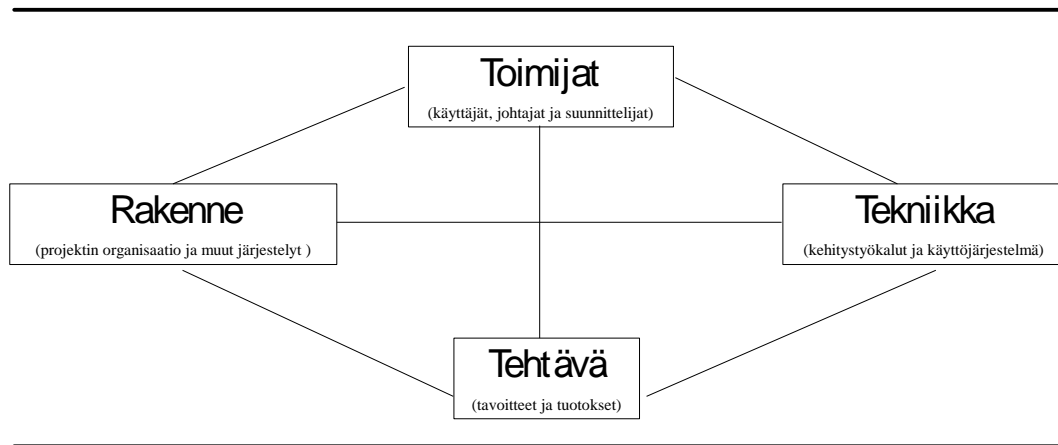 Toimijat
(käyttäjät, johtajat ja suunnittelijat)
Rakenne
(projektin organisaatio ja muut järjestelyt )
Tekniikka
(kehitystyökalut ja käyttöjärjestelmä)
Tehtävä
(tavoitteet ja tuotokset)